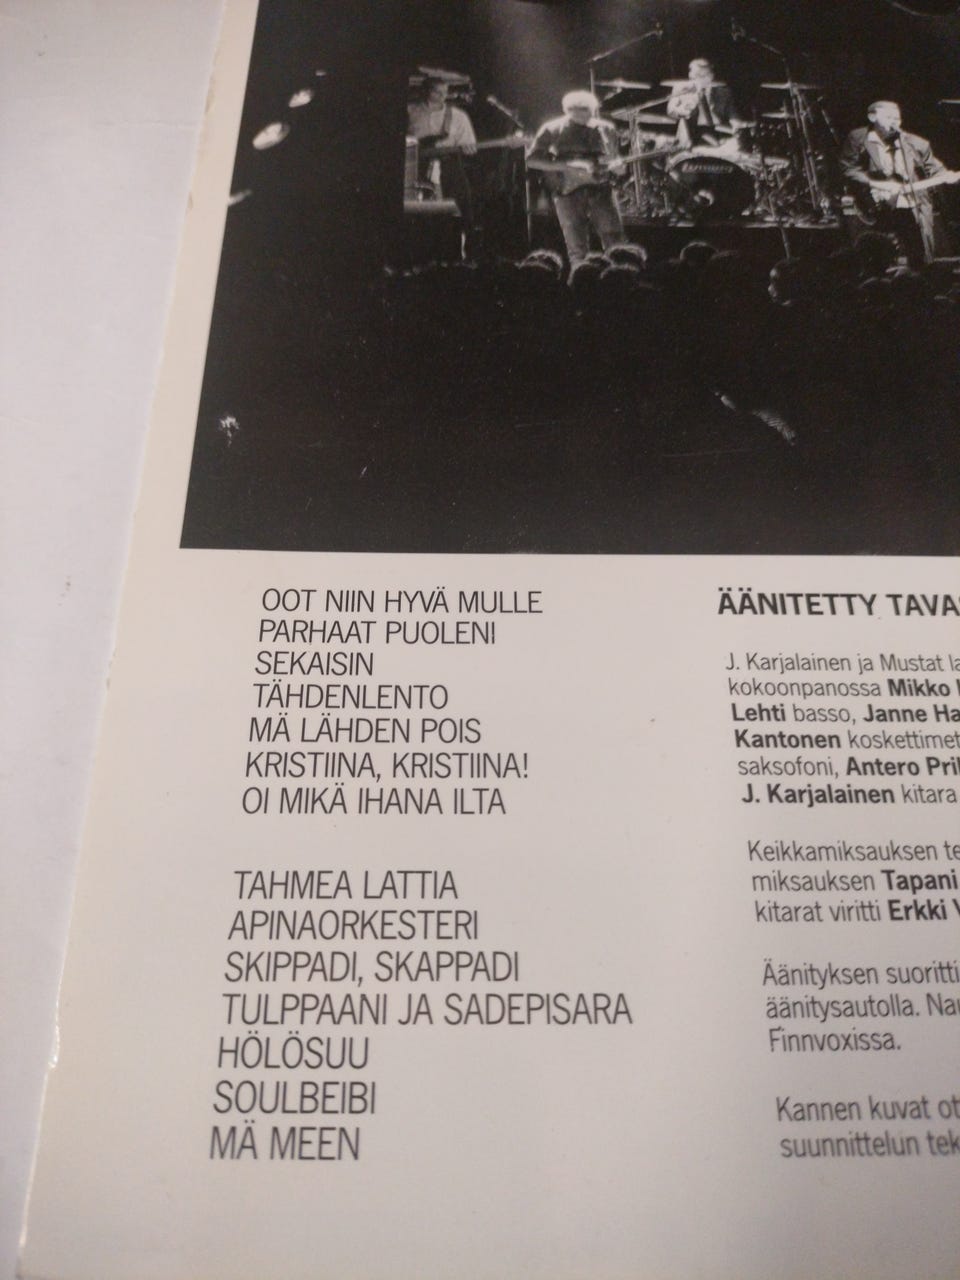 OOT NIIN HYVÄ MULLE
PARHAAT PUOLENI
SEKAISIN
TÄHDENLENTO
MÄ LÄHDEN POIS
KRISTIINA, KRISTIINA!
OI MIKÄ IHANA ILTA
TAHMEA LATTIA
APINAORKESTERI
SKIPPADI, SKAPPADI
TULPPAANI JA SADEPISARA
HÖLÖSUU
SOULBEIBI
MÄ MEEN
ÄÄNITETTY
J. Karjalainen ja Mustat
kokoonpanossa Mikko
Lehti basso, Janne
Kantonen
saksofoni, Antero
J. Karjalainen kitara
Keikkamiksauksen
miksauksen Tapani
kitarat viritti Erkki
Äänityksen suoritti
äänitysautolla.
Finnvoxissa.
Kannen kuvat
suunnittelun